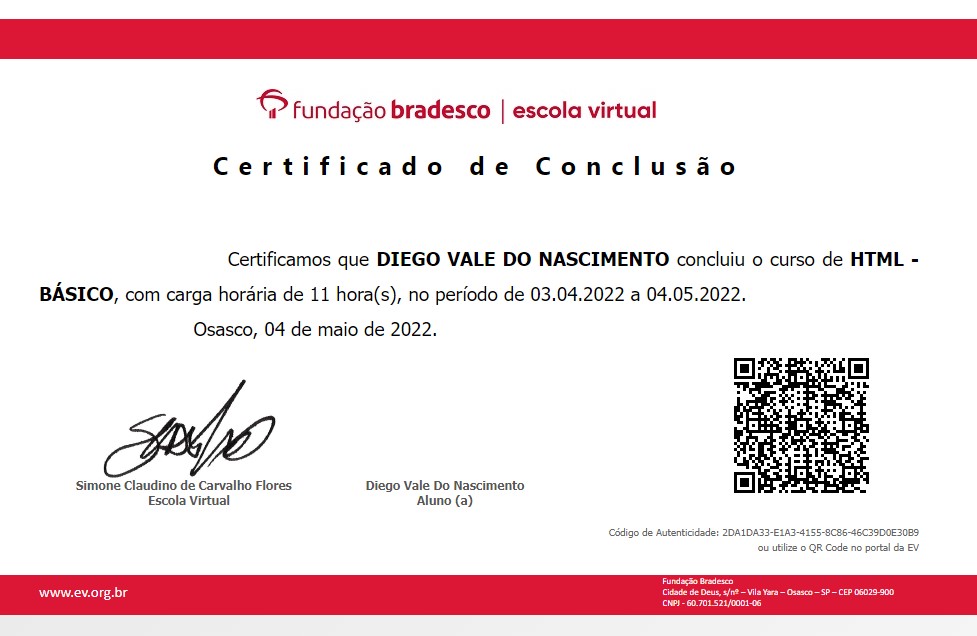 fundação bradesco | escola virtual
Certificado de Conclusão
Certificamos que DIEGO VALE DO NASCIMENTO concluiu o curso de HTML -
BÁSICO, com carga horária de 11 hora(s), no período de 03.04.2022 a 04.05.2022.
Osasco, 04 de maio de 2022.
Simone Claudino de Carvalho Flores
Escola Virtual
Diego Vale Do Nascimento
Aluno (a)
Código de Autenticidade: 2DA1DA33-E1A3-4155-8C86-46C39D0E30B9
ou utilize o QR Code no portal da EV
www.ev.org.br
Fundação Bradesco
Cidade de Deus, s/nº – Vila Yara – Osasco – SP – CEP 06029-900
CNPJ - 60.701.521/0001-06